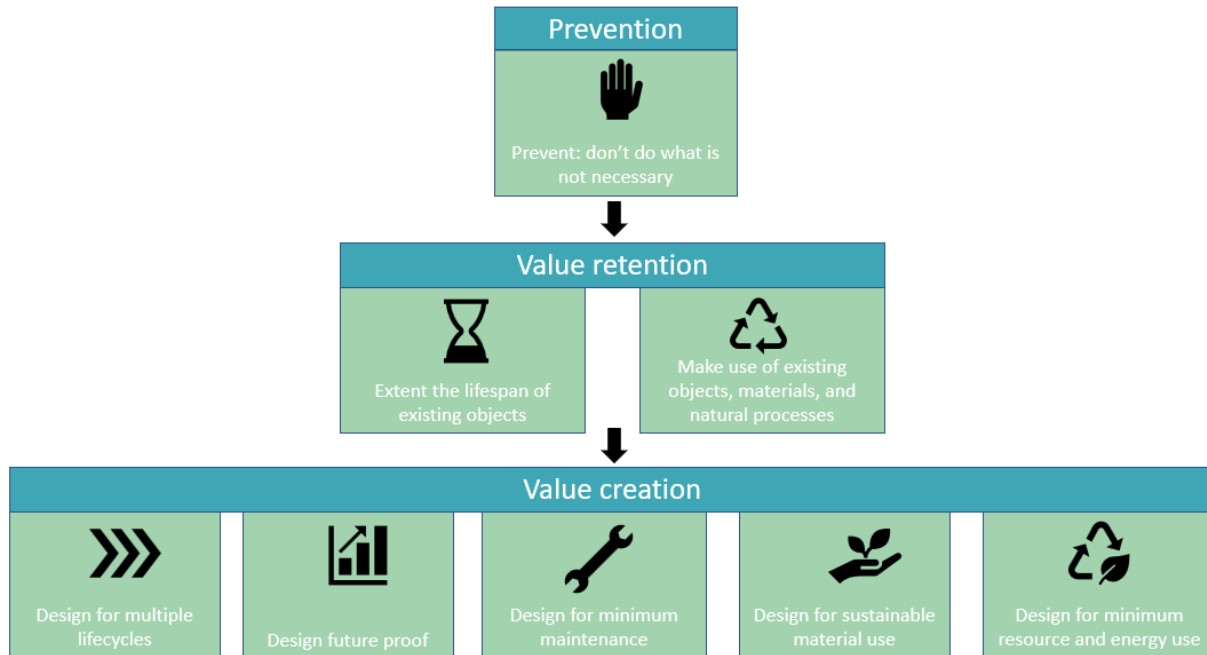 Prevention
Prevent: don't do what is
not necessary
Value retention
Extent the lifespan of
existing objects
Make use of existing
objects, materials, and
natural processes
Value creation
Design for multiple
lifecycles
Design future proof
Design for minimum
maintenance
Design for sustainable
material use
Design for minimum
resource and energy use